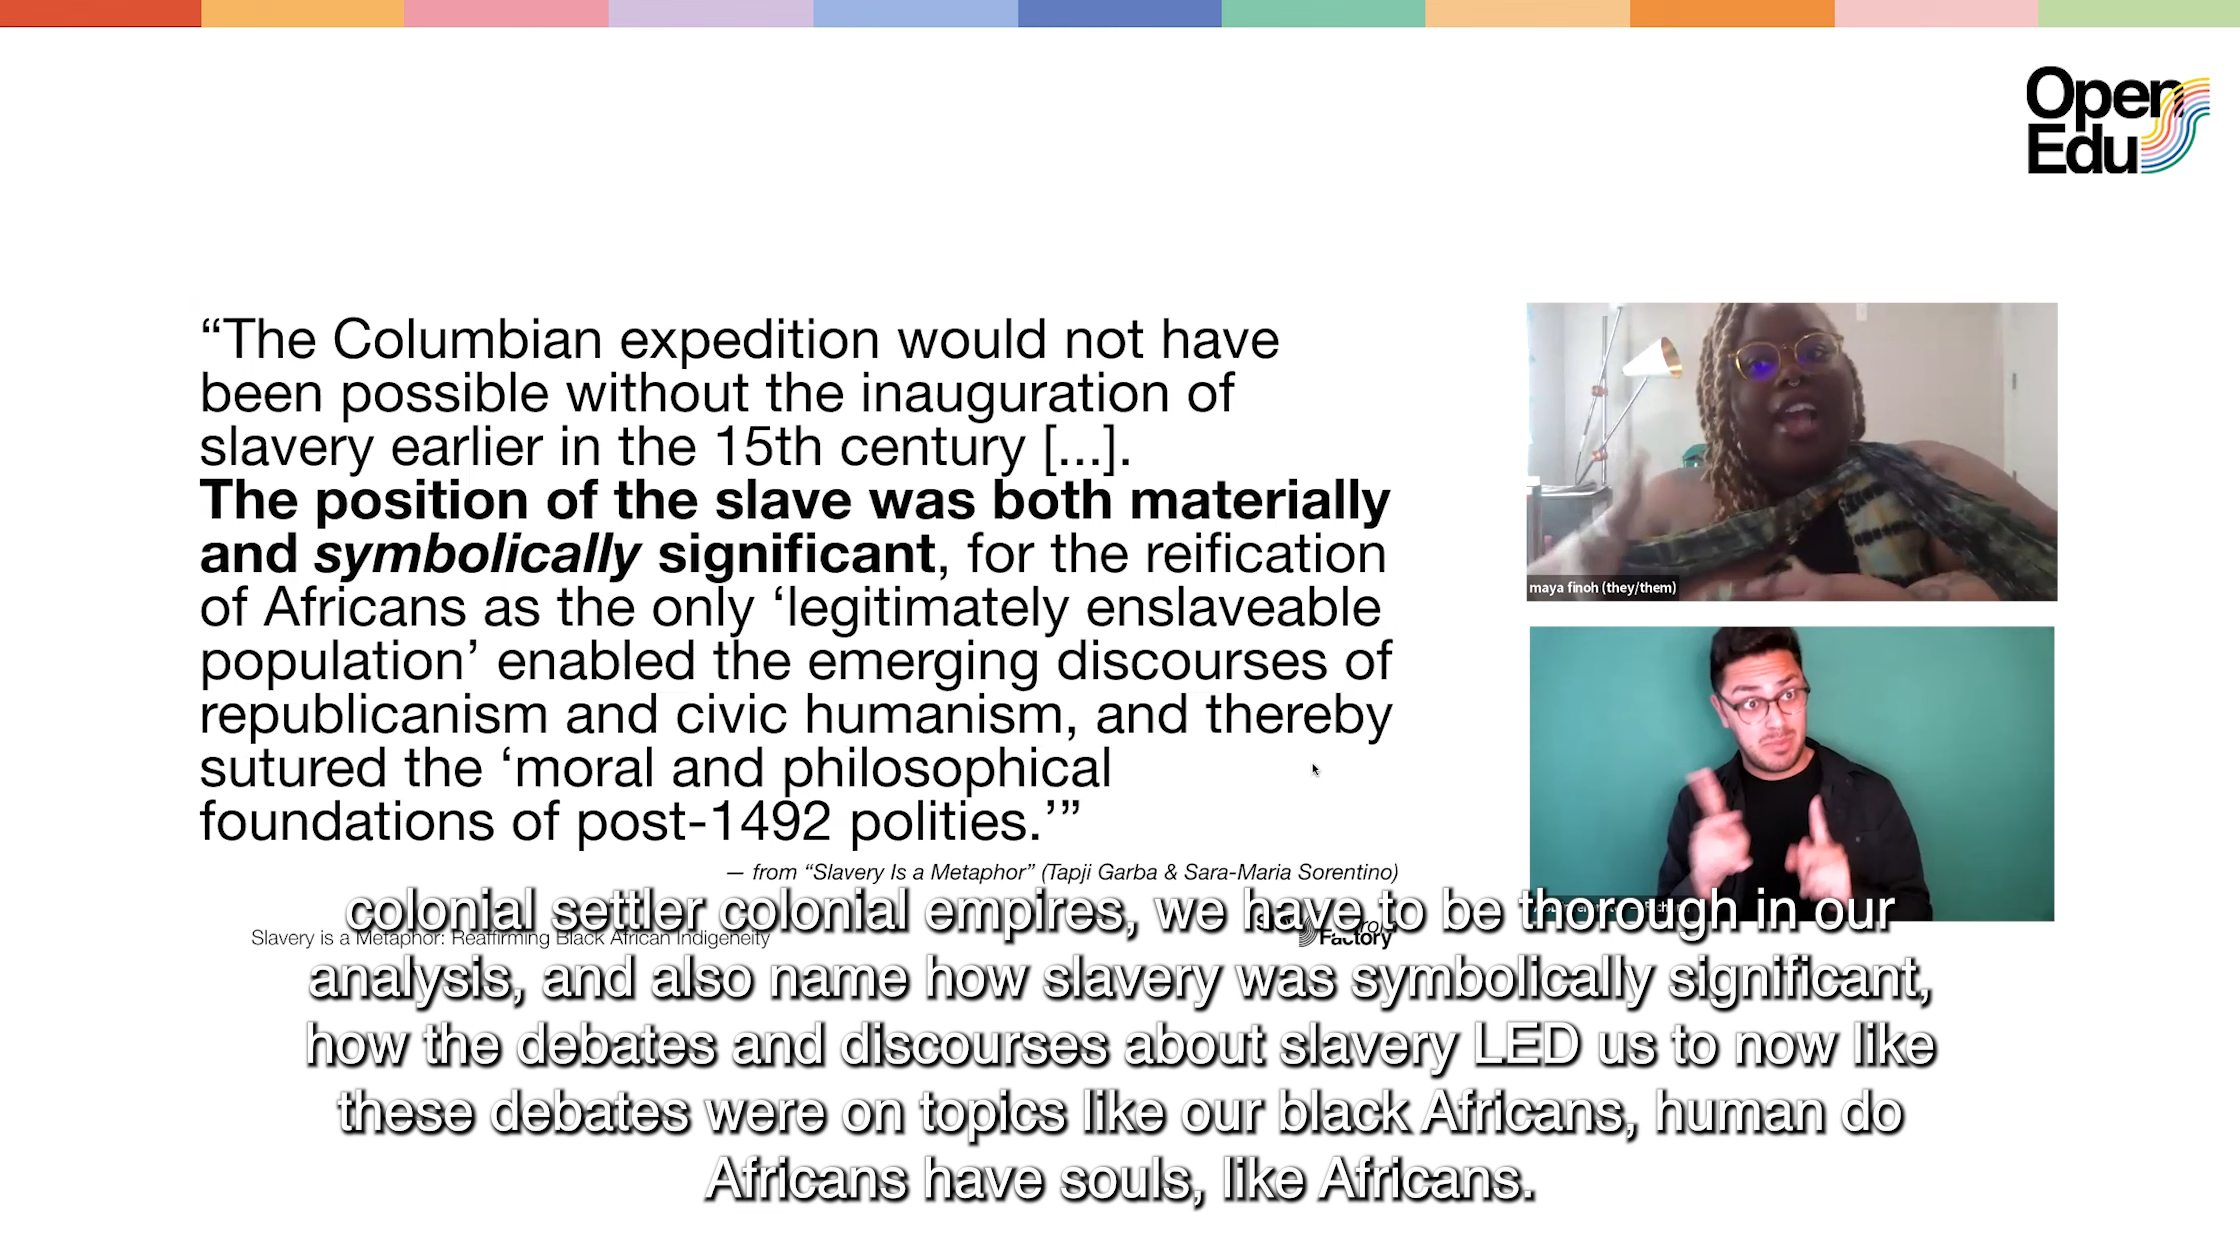 Open
Edu
“The Columbian expedition would not have
been possible without the inauguration of
slavery earlier in the 15th century [...].
The position of the slave was both materially
and symbolically significant, for the reification
of Africans as the only ‘legitimately enslaveable
population’ enabled the emerging discourses of
republicanism and civic humanism, and thereby
sutured the ‘moral and philosophical
foundations of post-1492 polities.’”
— from “Slavery Is a Metaphor” (Tapji Garba & Sara-Maria Sorentino)
maya finoh (they/them)
Slavery is a Metaphor: Reaffirming Black African Indigeneity
Factory
colonial settler colonial empires, we have to be thorough in our
analysis, and also name how slavery was symbolically significant,
how the debates and discourses about slavery LED us to now like
these debates were on topics like our black Africans, human do
Africans have souls, like Africans.